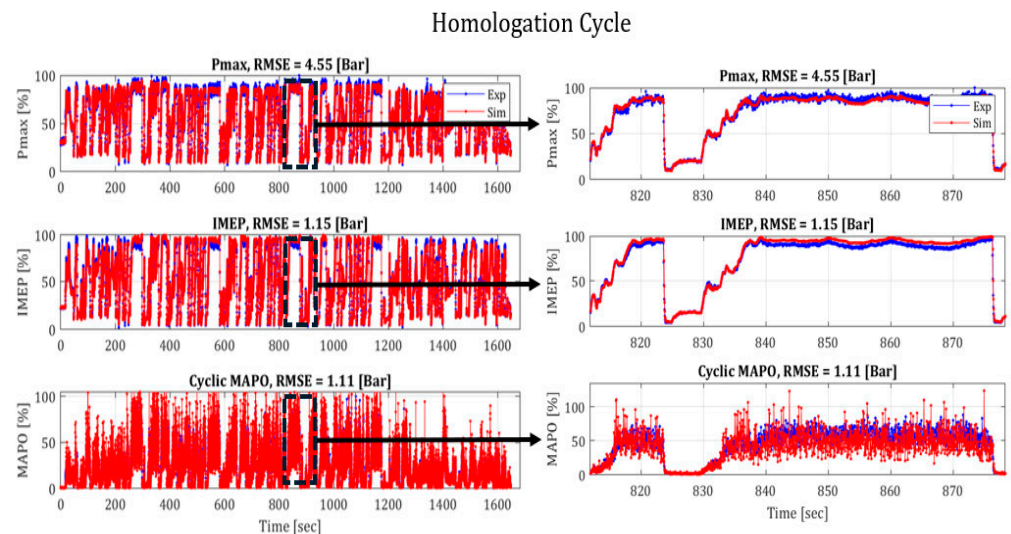 Homologation Cycle
Pmax, RMSE = 4.55 [Bar]
Pmax [%]
100
50
0
Exp
Sim
0 200 400 600 800 1000 1200 1400 1600
Pmax, RMSE = 4.55 [Bar]
Pmax [%]
100
50
0
Exp
Sim
820 830 840 850 860 870
IMEP, RMSE = 1.15 [Bar]
IMEP [%]
100
50
0
0 200 400 600 800 1000 1200 1400 1600
IMEP, RMSE = 1.15 [Bar]
IMEP [%]
100
50
0
820 830 840 850 860 870
Cyclic MAPO, RMSE = 1.11 [Bar]
MAPO [%]
100
50
0
0 200 400 600 800 1000 1200 1400 1600
Time [sec]
Cyclic MAPO, RMSE = 1.11 [Bar]
MAPO [%]
100
50
0
820 830 840 850 860 870
Time [sec]